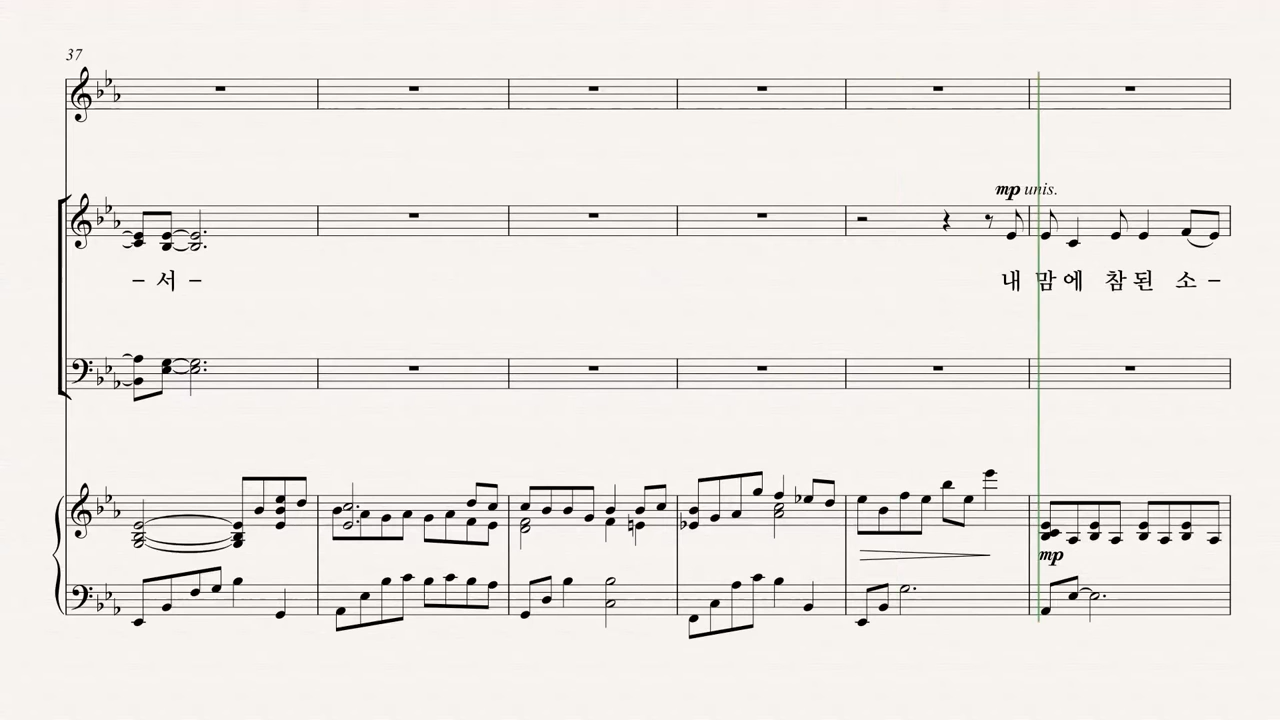 37
mp unis.
– 서 – 내 맘에 참된 소 –
mp